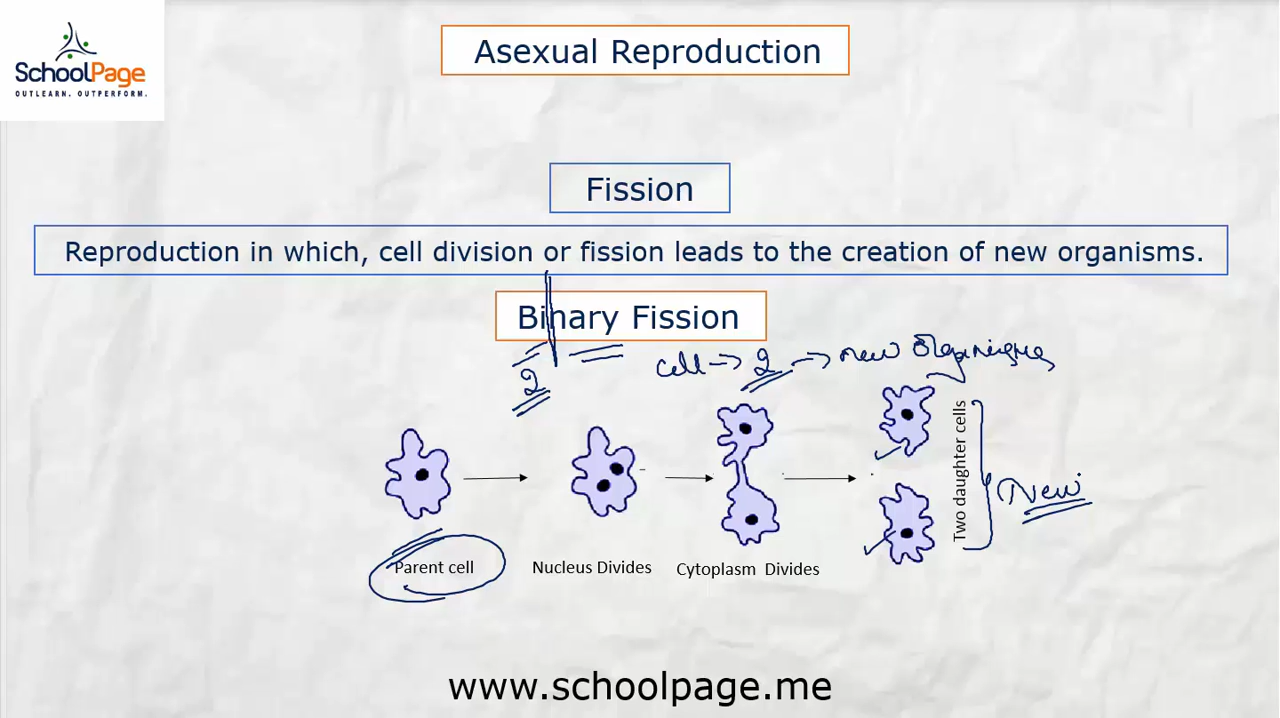 SchoolPage
OUTLEARN. OUTPERFORM.
Asexual Reproduction
Fission
Reproduction in which, cell division or fission leads to the creation of new organisms.
Binary Fission
2
cell → 2 → new Organisms
Two daughter cells
New
Parent cell
Nucleus Divides
Cytoplasm Divides
www.schoolpage.me